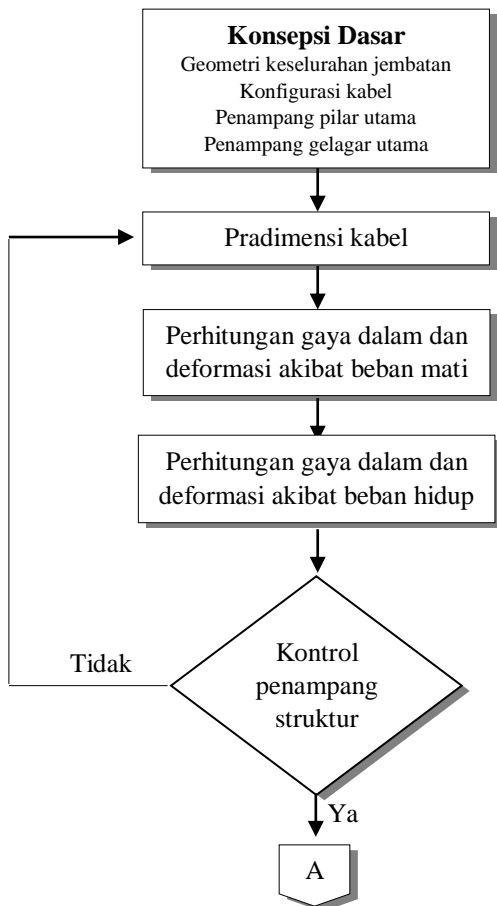 Konsepsi Dasar
Geometri keselurahan jembatan
Konfigurasi kabel
Penampang pilar utama
Penampang gelagar utama
Pradimensi kabel
Perhitungan gaya dalam dan
deformasi akibat beban mati
Perhitungan gaya dalam dan
deformasi akibat beban hidup
Tidak
Kontrol
penampang
struktur
Ya
A